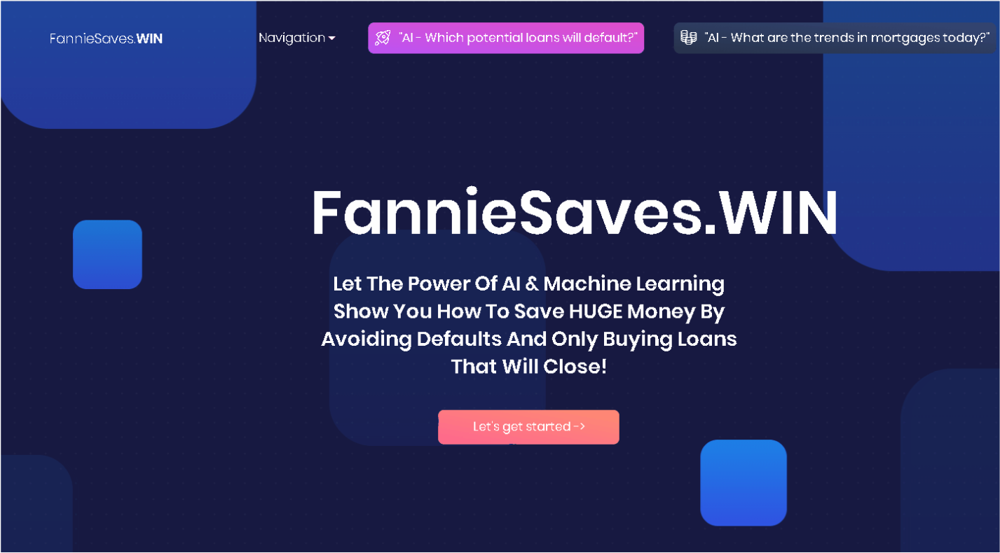 FannieSaves.WIN
Navigation
"AI - Which potential loans will default?"
"AI - What are the trends in mortgages today?"
FannieSaves.WIN
Let The Power Of AI & Machine Learning
Show You How To Save HUGE Money By
Avoiding Defaults And Only Buying Loans
That Will Close!
Let's get started ->